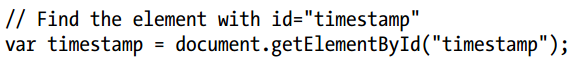 // Find the element with id="timestamp"
var timestamp = document.getElementById("timestamp");